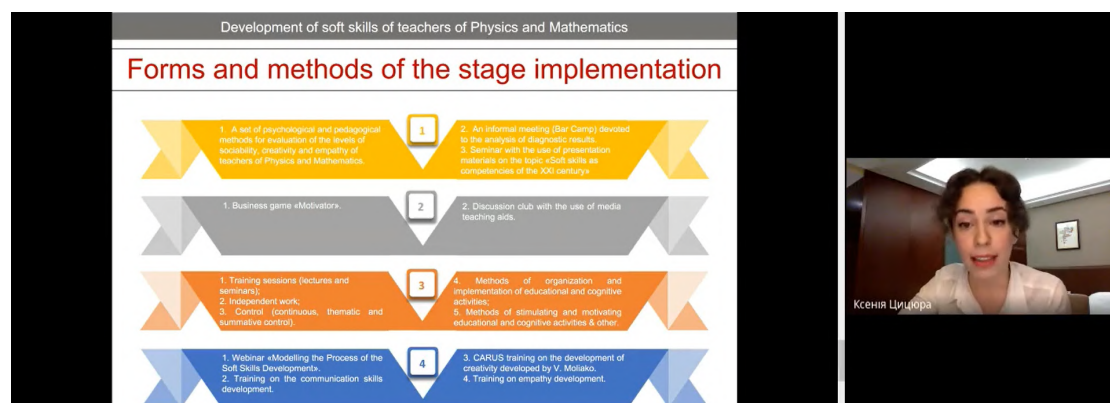 Development of soft skills of teachers of Physics and Mathematics
Forms and methods of the stage implementation
1
1. A set of psychological and pedagogical
methods for evaluation of the levels of
sociability, creativity and empathy of
teachers of Physics and Mathematics.
2. An informal meeting (Bar Camp) devoted
to the analysis of diagnostic results.
3. Seminar with the use of presentation
materials on the topic «Soft skills as
competencies of the XXI century»
2
1. Business game «Motivator».
2. Discussion club with the use of media
teaching aids.
3
1. Training sessions (lectures and
seminars);
2. Independent work;
3. Control (continuous, thematic and
summative control).
4. Methods of organization and
implementation of educational and cognitive
activities;
5. Methods of stimulating and motivating
educational and cognitive activities & other.
4
1. Webinar «Modelling the Process of the
Soft Skills Development».
2. Training on the communication skills
development.
3. CARUS training on the development of
creativity developed by V. Moliako.
4. Training on empathy development.
Ксенія Цицюра